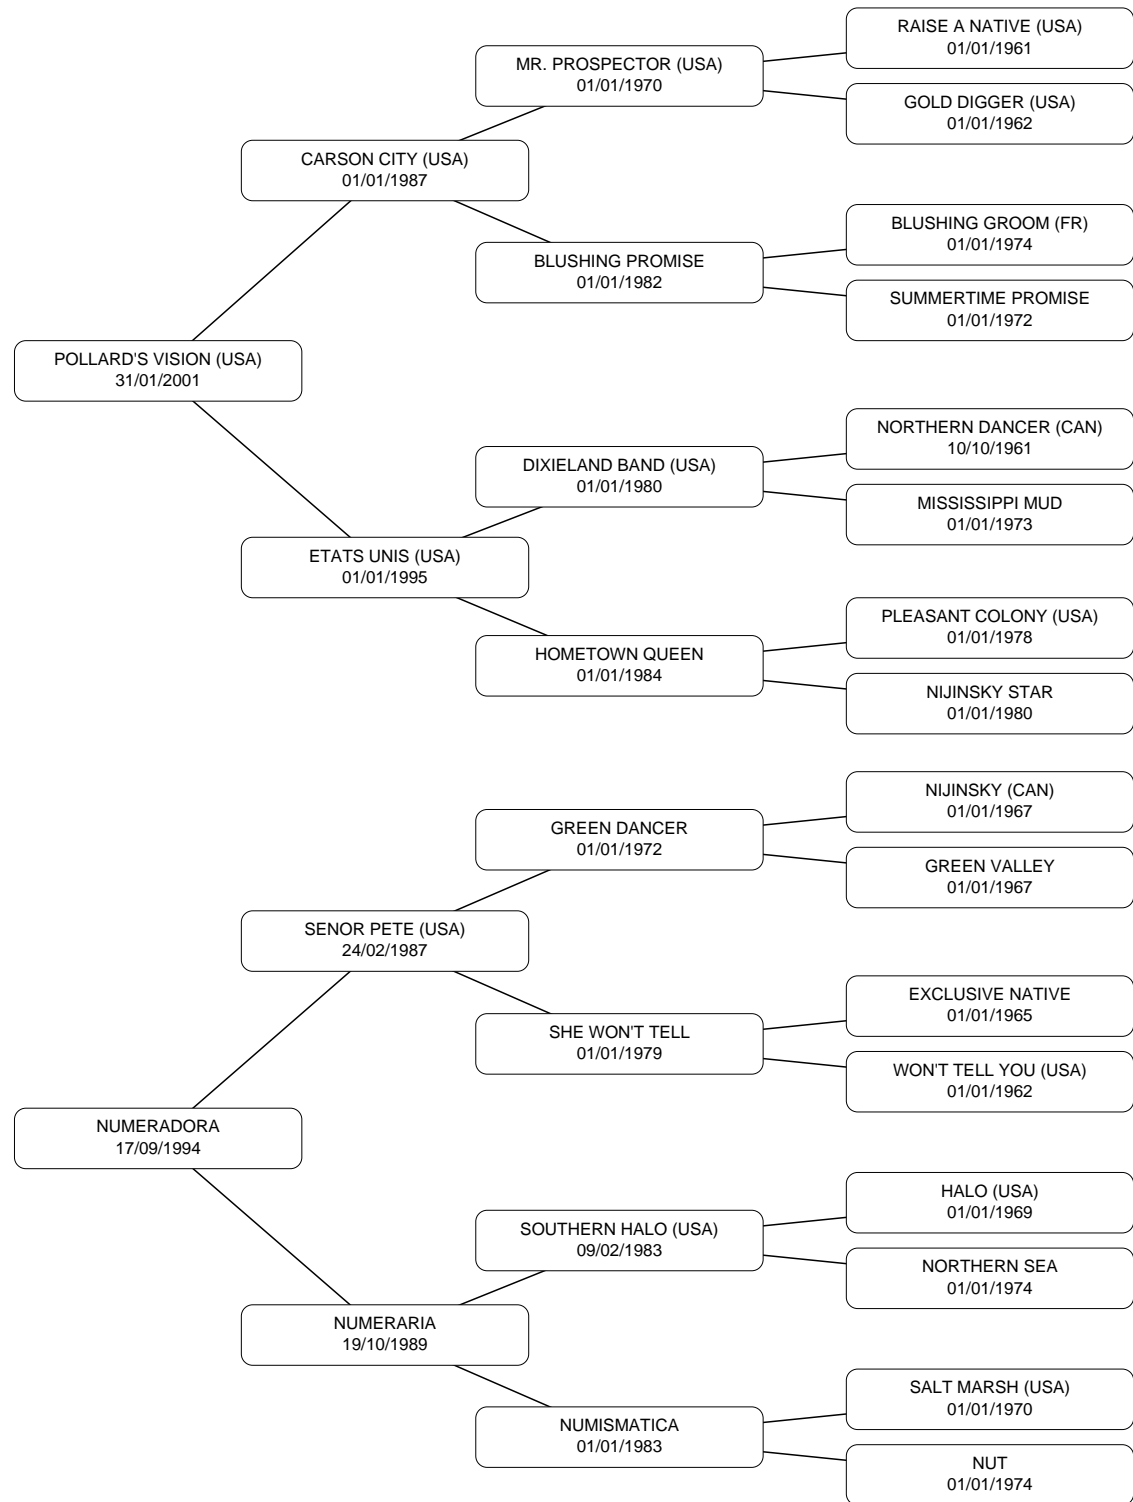 RAISE A NATIVE (USA)
01/01/1961
MR. PROSPECTOR (USA)
01/01/1970
GOLD DIGGER (USA)
01/01/1962
CARSON CITY (USA)
01/01/1987
BLUSHING GROOM (FR)
01/01/1974
BLUSHING PROMISE
01/01/1982
SUMMERTIME PROMISE
01/01/1972
POLLARD'S VISION (USA)
31/01/2001
NORTHERN DANCER (CAN)
10/10/1961
DIXIELAND BAND (USA)
01/01/1980
MISSISSIPPI MUD
01/01/1973
ETATS UNIS (USA)
01/01/1995
PLEASANT COLONY (USA)
01/01/1978
HOMETOWN QUEEN
01/01/1984
NIJINSKY STAR
01/01/1980
NIJINSKY (CAN)
01/01/1967
GREEN DANCER
01/01/1972
GREEN VALLEY
01/01/1967
SENOR PETE (USA)
24/02/1987
EXCLUSIVE NATIVE
01/01/1965
SHE WON'T TELL
01/01/1979
WON'T TELL YOU (USA)
01/01/1962
NUMERADORA
17/09/1994
HALO (USA)
01/01/1969
SOUTHERN HALO (USA)
09/02/1983
NORTHERN SEA
01/01/1974
NUMERARIA
19/10/1989
SALT MARSH (USA)
01/01/1970
NUMISMATICA
01/01/1983
NUT
01/01/1974